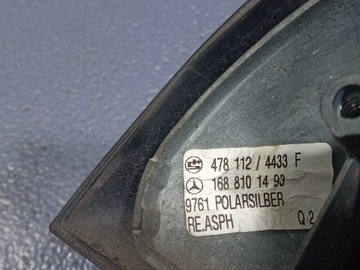 478 112 / 4433 F
168 810 14 93
9761 POLARSILBER
RE.ASPH Q 2